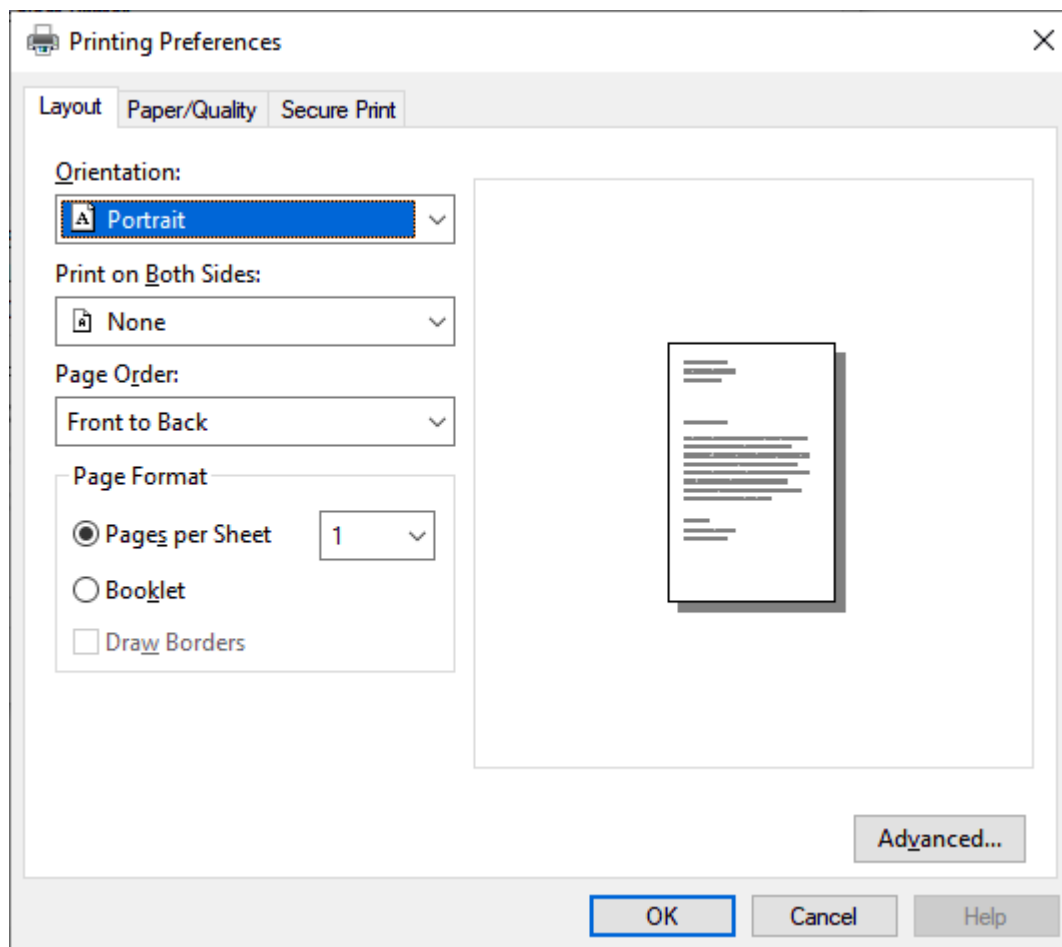 Printing Preferences
Layout Paper/Quality Secure Print
Orientation:
A Portrait
Print on Both Sides:
A None
Page Order:
Front to Back
Page Format
Pages per Sheet 1
Booklet
Draw Borders
Advanced...
OK Cancel Help